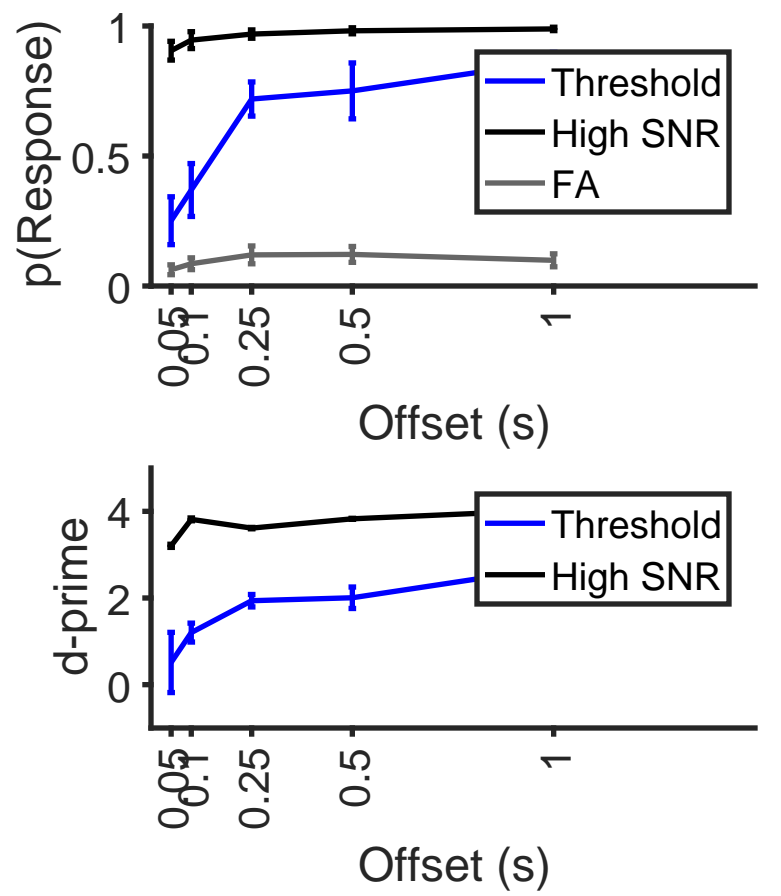 p(Response)
1
0.5
0
Threshold
High SNR
FA
0.05
0.1
0.25
0.5
1
Offset (s)
d-prime
4
2
0
Threshold
High SNR
0.05
0.1
0.25
0.5
1
Offset (s)